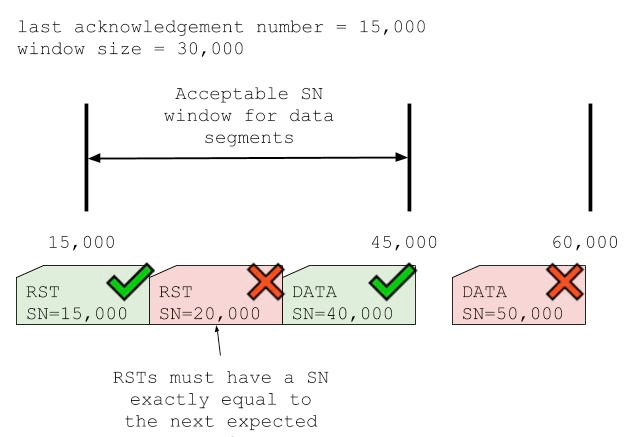 last acknowledgement number = 15,000
window size = 30,000
Acceptable SN
window for data
segments
15,000
45,000
60,000
RST
SN=15,000
RST
SN=20,000
DATA
SN=40,000
DATA
SN=50,000
RSTs must have a SN
exactly equal to
the next expected